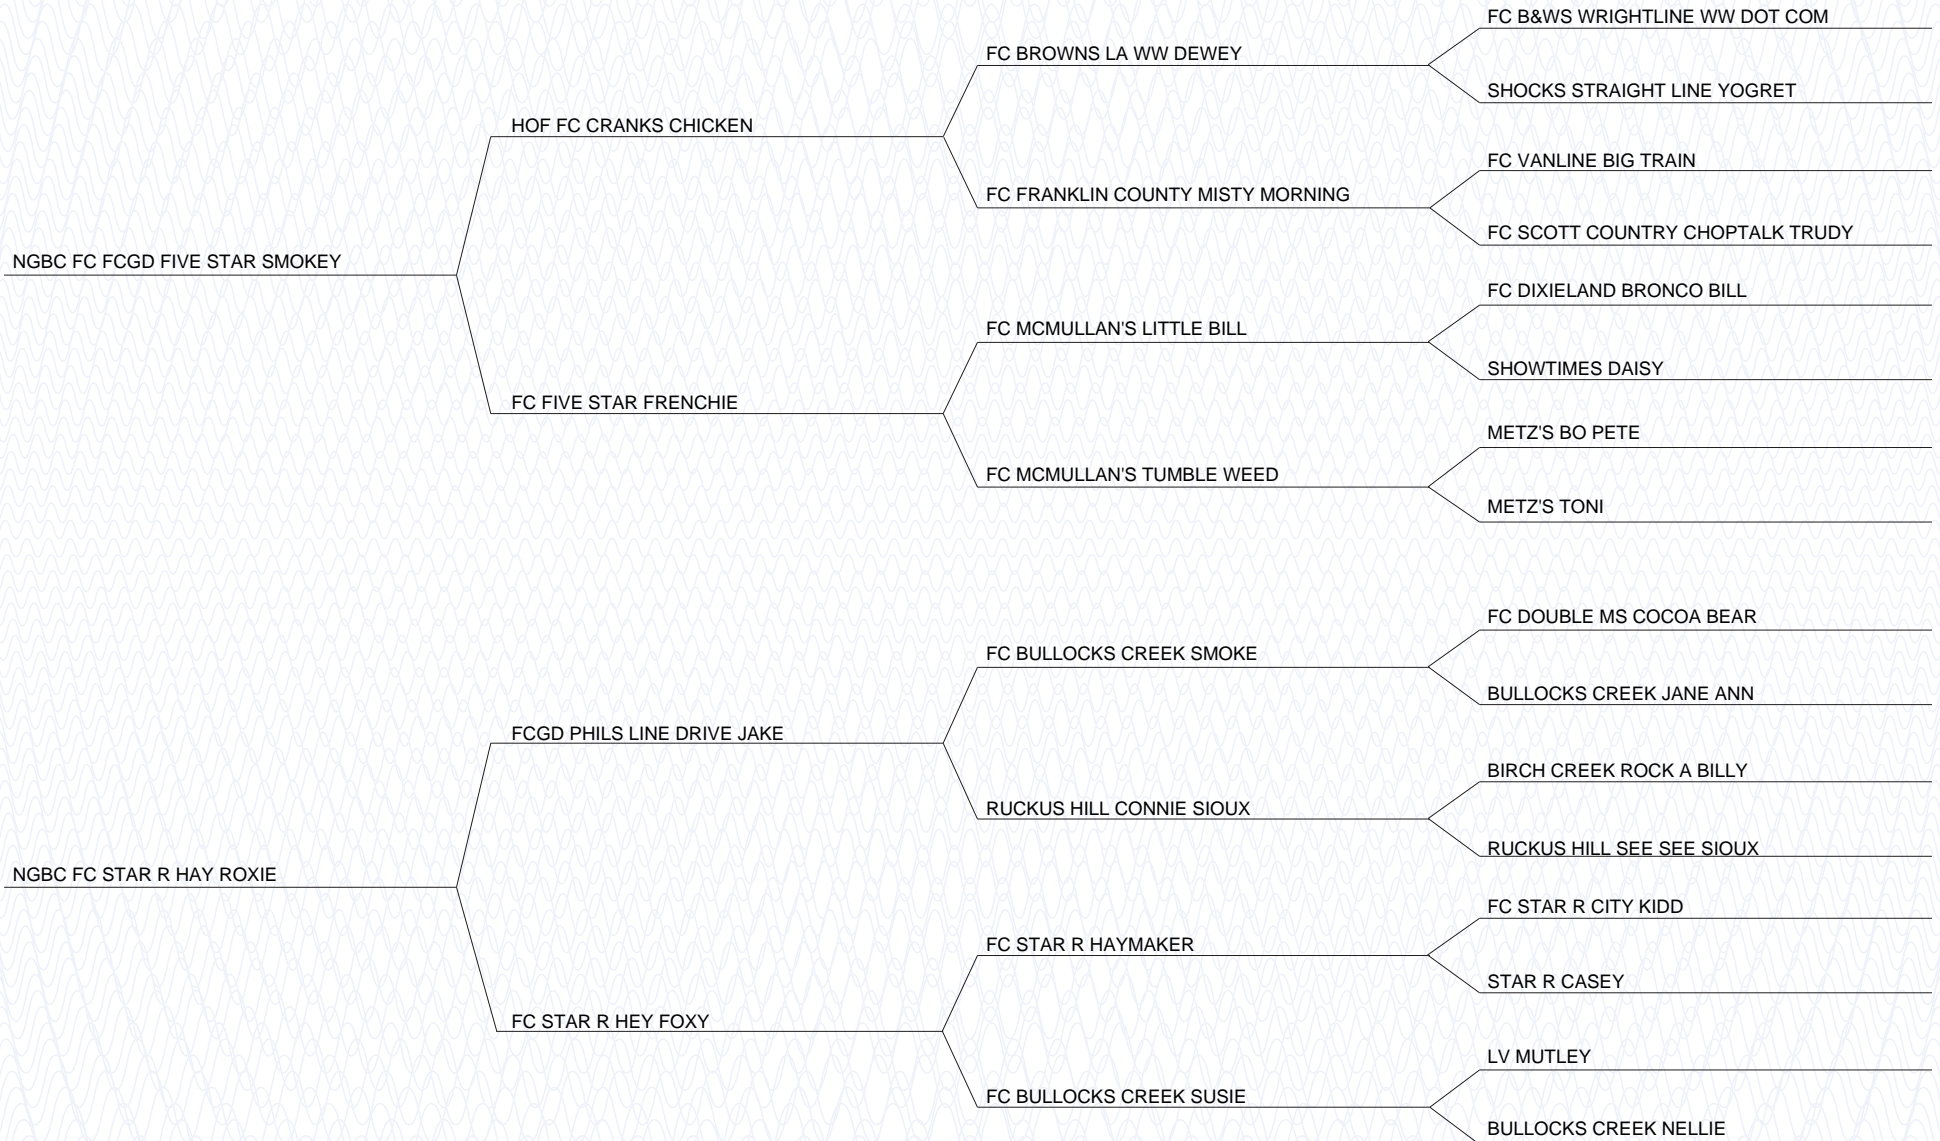 FC B&WS WRIGHTLINE WW DOT COM
FC BROWNS LA WW DEWEY
SHOCKS STRAIGHT LINE YOGRET
HOF FC CRANKS CHICKEN
FC VANLINE BIG TRAIN
FC FRANKLIN COUNTY MISTY MORNING
FC SCOTT COUNTRY CHOPTALK TRUDY
NGBC FC FCGD FIVE STAR SMOKEY
FC DIXIELAND BRONCO BILL
FC MCMULLAN'S LITTLE BILL
SHOWTIMES DAISY
FC FIVE STAR FRENCHIE
METZ'S BO PETE
FC MCMULLAN'S TUMBLE WEED
METZ'S TONI
FC DOUBLE MS COCOA BEAR
FC BULLOCKS CREEK SMOKE
BULLOCKS CREEK JANE ANN
FCGD PHILS LINE DRIVE JAKE
BIRCH CREEK ROCK A BILLY
RUCKUS HILL CONNIE SIOUX
RUCKUS HILL SEE SEE SIOUX
NGBC FC STAR R HAY ROXIE
FC STAR R CITY KIDD
FC STAR R HAYMAKER
STAR R CASEY
FC STAR R HEY FOXY
LV MUTLEY
FC BULLOCKS CREEK SUSIE
BULLOCKS CREEK NELLIE